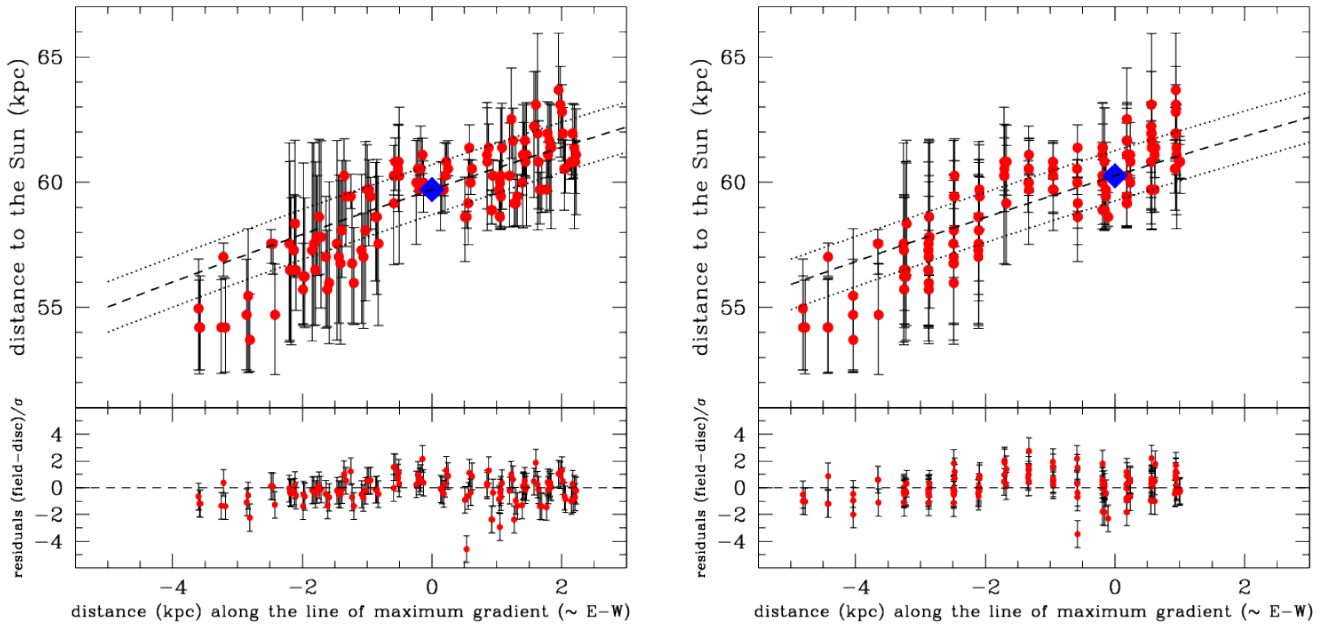 65
60
55
distance to the Sun (kpc)
4
2
0
−2
−4
residuals (field−disc)/σ
−4 −2 0 2
distance (kpc) along the line of maximum gradient (~ E−W)
65
60
55
distance to the Sun (kpc)
4
2
0
−2
−4
residuals (field−disc)/σ
−4 −2 0 2
distance (kpc) along the line of maximum gradient (~ E−W)